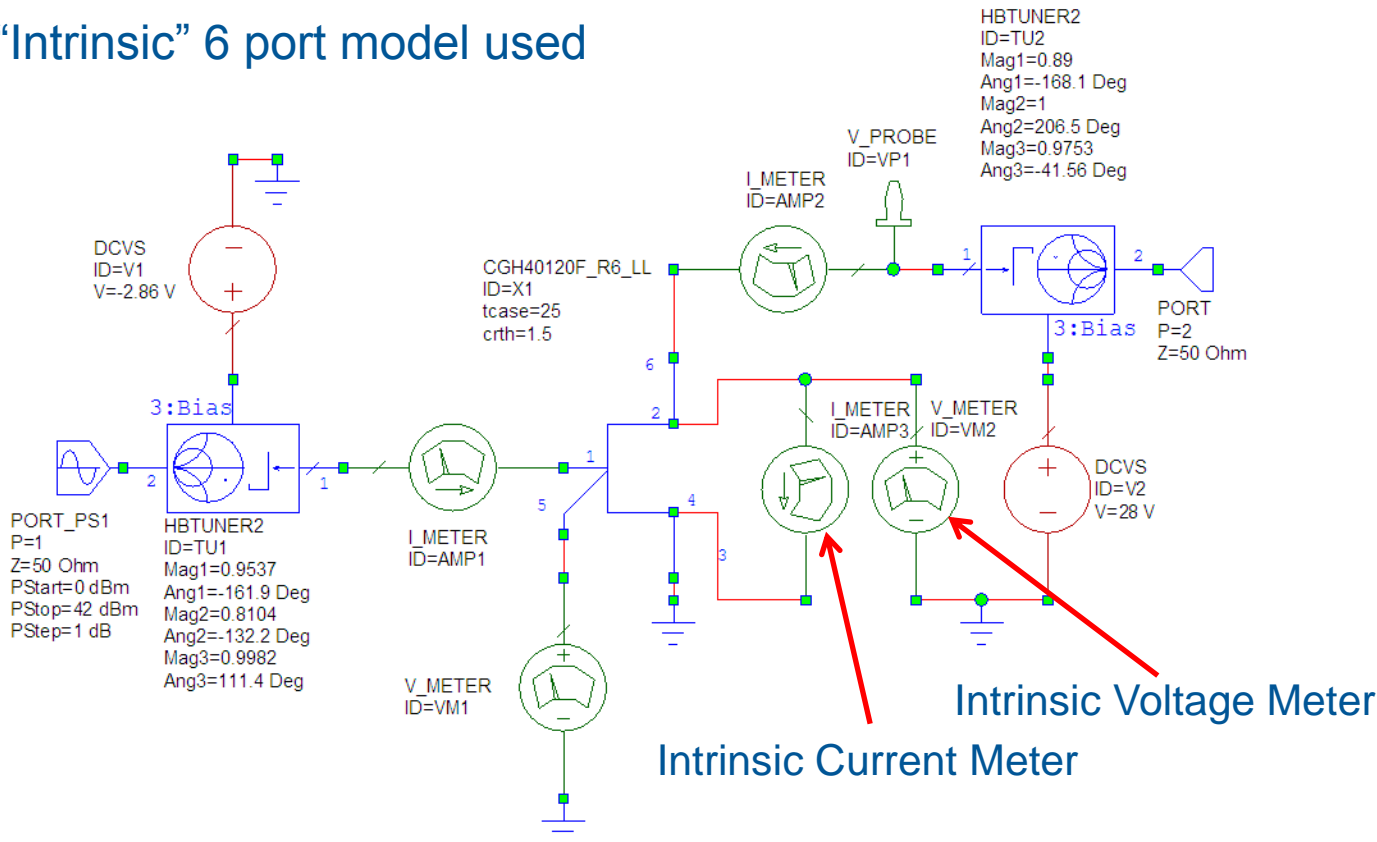 “Intrinsic” 6 port model used
HBTUNER2
ID=TU2
Mag1=0.89
Ang1=-168.1 Deg
Mag2=1
Ang2=206.5 Deg
Mag3=0.9753
Ang3=-41.56 Deg
V_PROBE
ID=VP1
I_METER
ID=AMP2
DCVS
ID=V1
V=-2.86 V
CGH40120F_R6_LL
ID=X1
tcase=25
crth=1.5
1
2
3:Bias
PORT
P=2
Z=50 Ohm
6
3:Bias
2
I_METER
ID=AMP3
V_METER
ID=VM2
2
1
1
5
4
3
DCVS
ID=V2
V=28 V
PORT_PS1
P=1
Z=50 Ohm
PStart=0 dBm
PStop=42 dBm
PStep=1 dB
HBTUNER2
ID=TU1
Mag1=0.9537
Ang1=-161.9 Deg
Mag2=0.8104
Ang2=-132.2 Deg
Mag3=0.9982
Ang3=111.4 Deg
I_METER
ID=AMP1
V_METER
ID=VM1
Intrinsic Voltage Meter
Intrinsic Current Meter